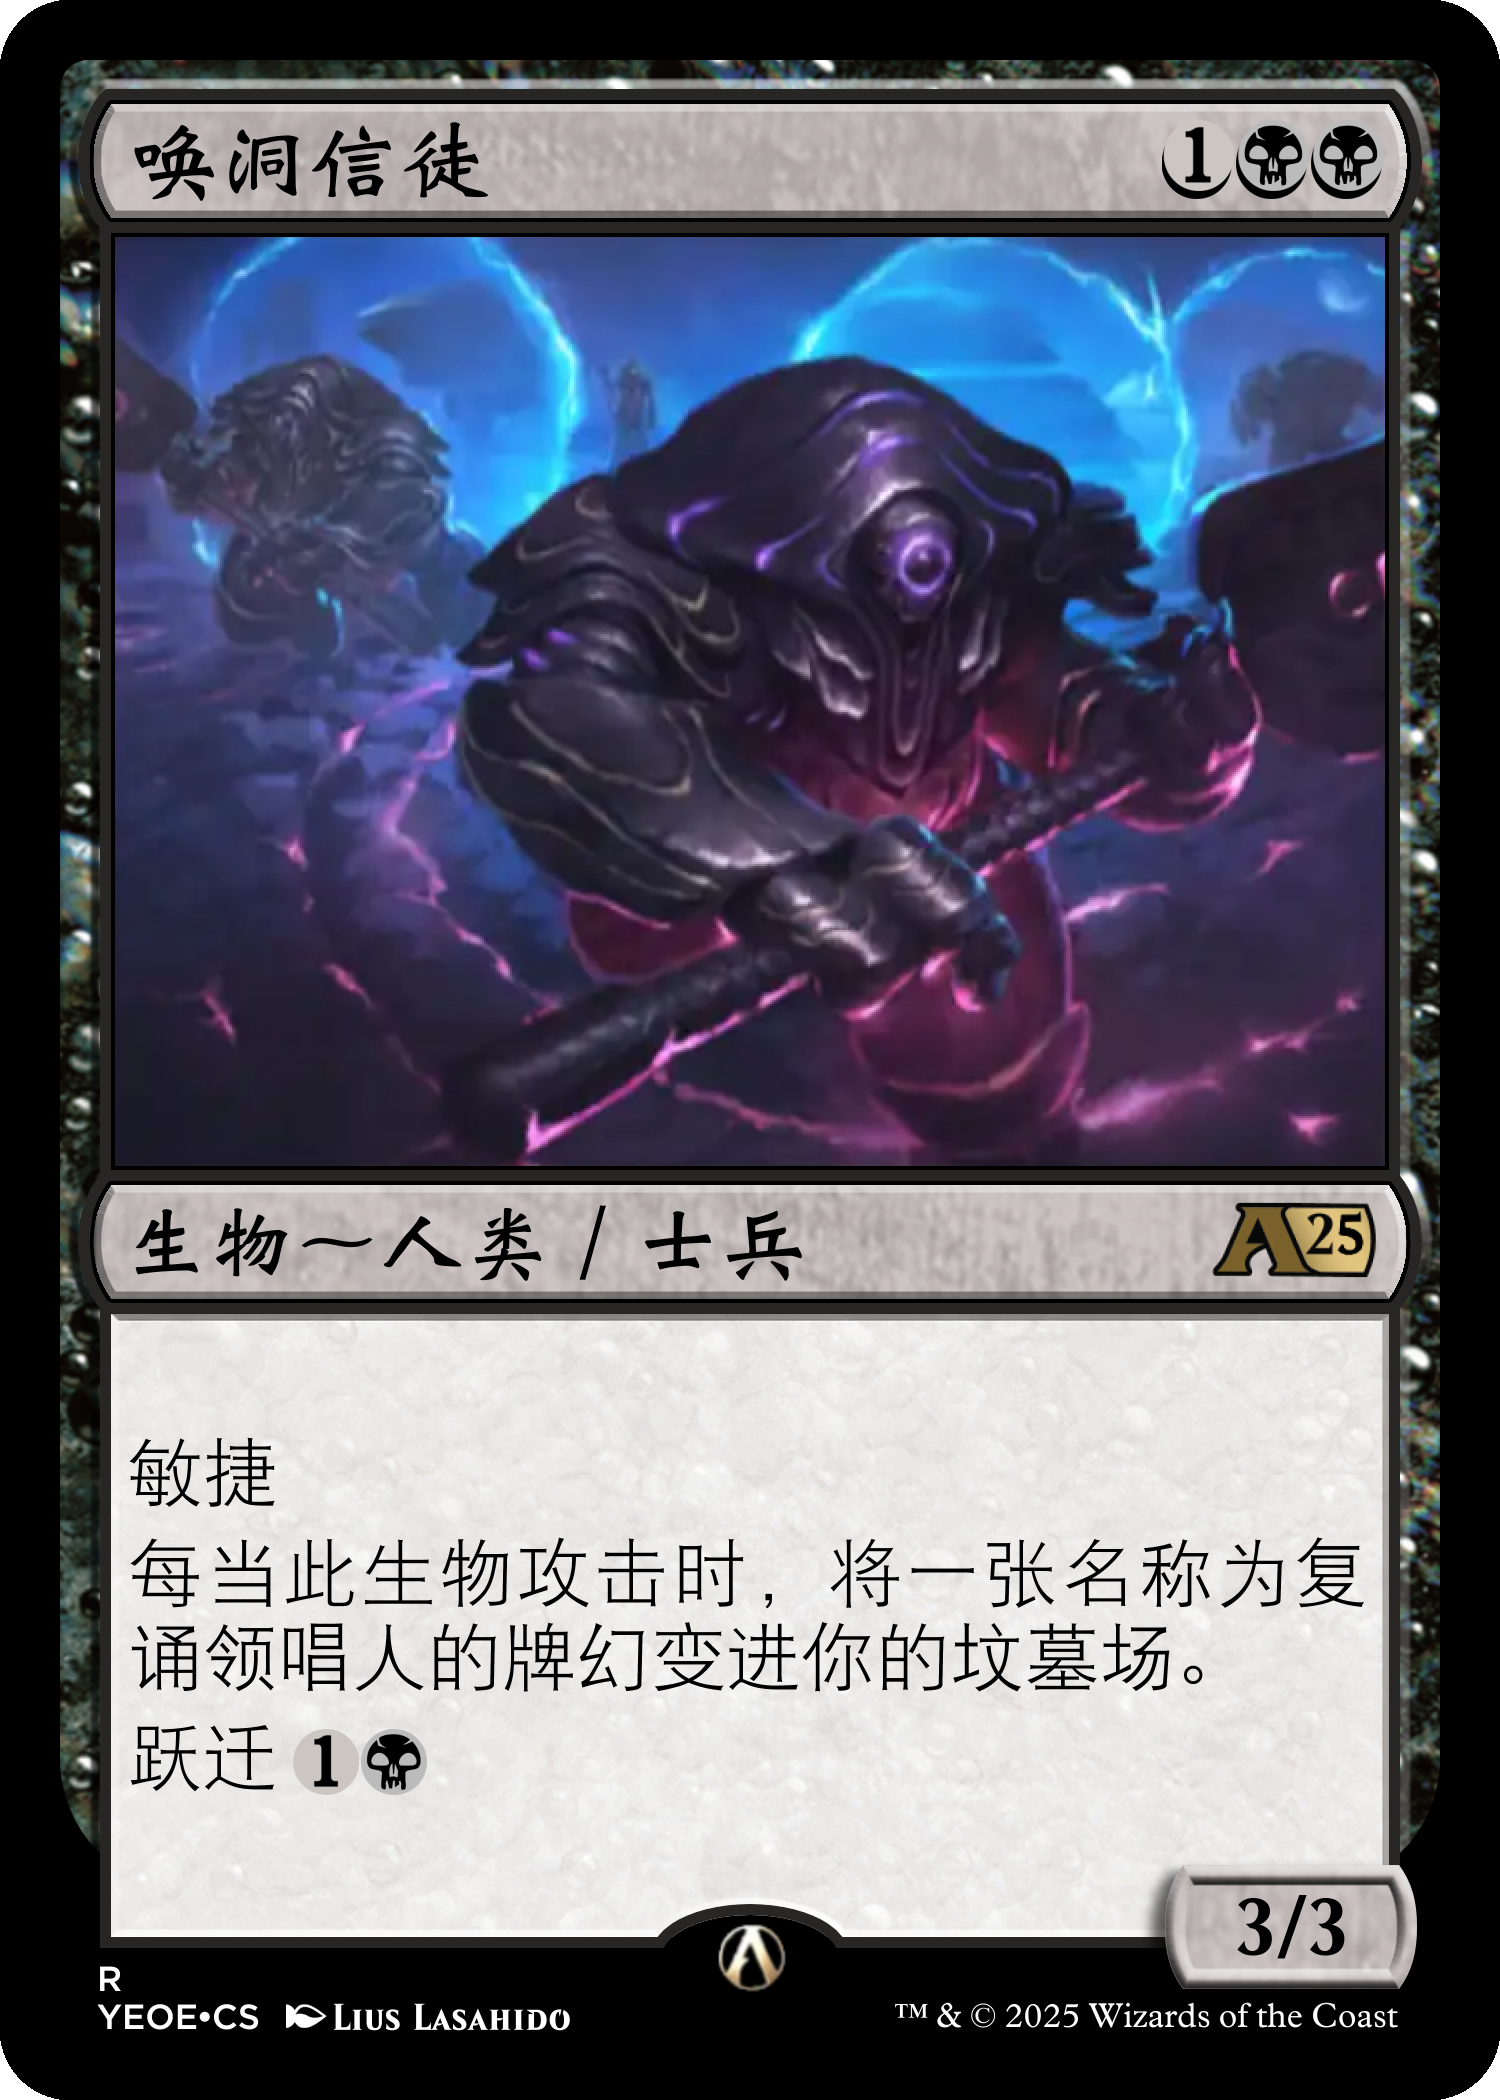 唤洞信徒 1
生物～人类 / 士兵 A25
敏捷
每当此生物攻击时，将一张名称为复
诵领唱人的牌幻变进你的坟墓场。
跃迁 1
3/3
R
YEOE•CS LIUS LASAHIDO
™ & © 2025 Wizards of the Coast